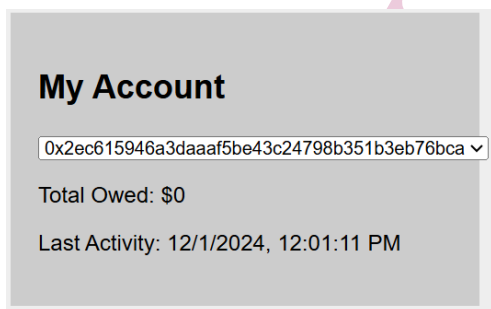 My Account
0x2ec615946a3daaaf5be43c24798b351b3eb76bca
Total Owed: $0
Last Activity: 12/1/2024, 12:01:11 PM